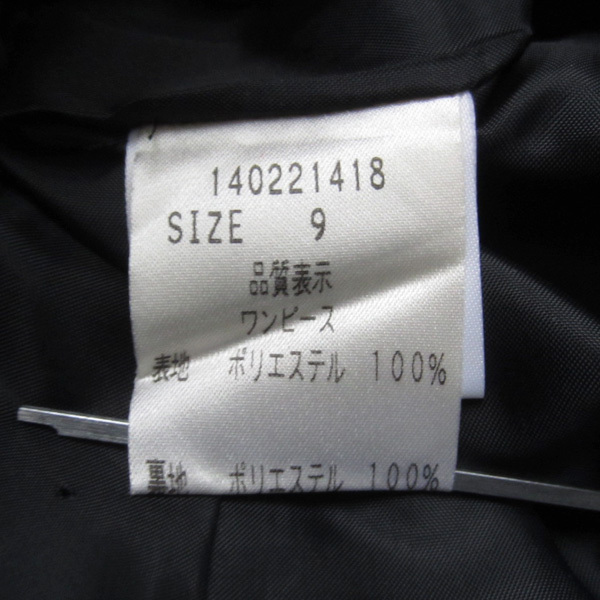 140221418
SIZE 9
品質表示
ワンピース
表地 ポリエステル 100%
裏地 ポリエステル 100%